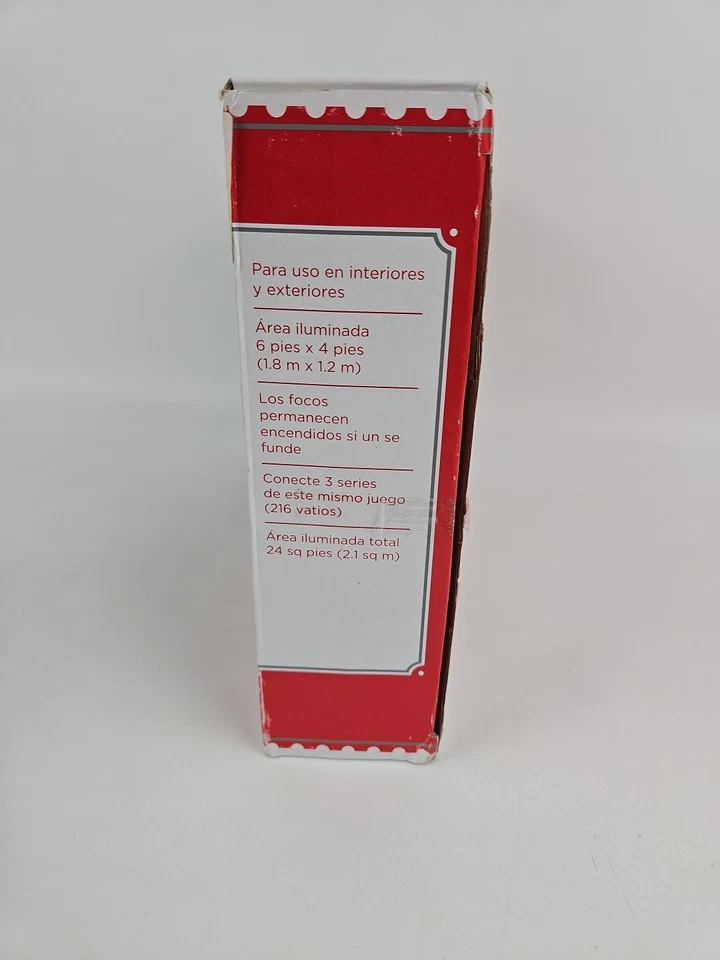 Para uso en interiores
y exteriores
Área iluminada
6 pies x 4 pies
(1.8 m x 1.2 m)
Los focos
permanecen
encendidos si un se
funde
Conecte 3 series
de este mismo juego
(216 vatios)
Área iluminada total
24 sq pies (2.1 sq m)